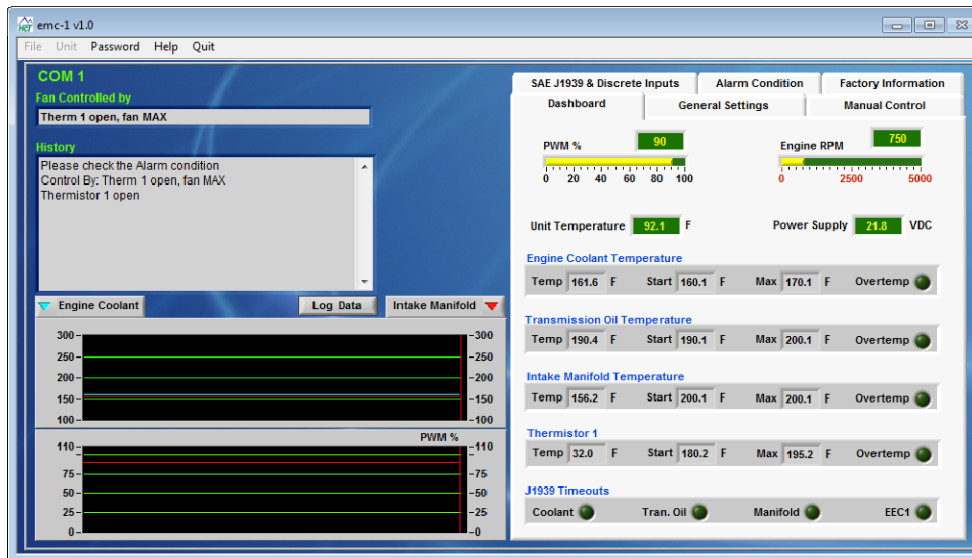 HCT emc-1 v1.0
File Unit Password Help Quit
COM 1
Fan Controlled by
Therm 1 open, fan MAX
History
Please check the Alarm condition
Control By: Therm 1 open, fan MAX
Thermistor 1 open
Engine Coolant Log Data Intake Manifold
300 300
250 250
200 200
150 150
100 100
PWM %
110 110
75 75
50 50
25 25
0 0
SAE J1939 & Discrete Inputs Alarm Condition Factory Information
Dashboard General Settings Manual Control
PWM % 90 Engine RPM 750
0 20 40 60 80 100 0 2500 5000
Unit Temperature 92.1 F Power Supply 21.8 VDC
Engine Coolant Temperature
Temp 161.6 F Start 160.1 F Max 170.1 F Overtemp
Transmission Oil Temperature
Temp 190.4 F Start 190.1 F Max 200.1 F Overtemp
Intake Manifold Temperature
Temp 156.2 F Start 200.1 F Max 200.1 F Overtemp
Thermistor 1
Temp 32.0 F Start 180.2 F Max 195.2 F Overtemp
J1939 Timeouts
Coolant Tran. Oil Manifold EEC1